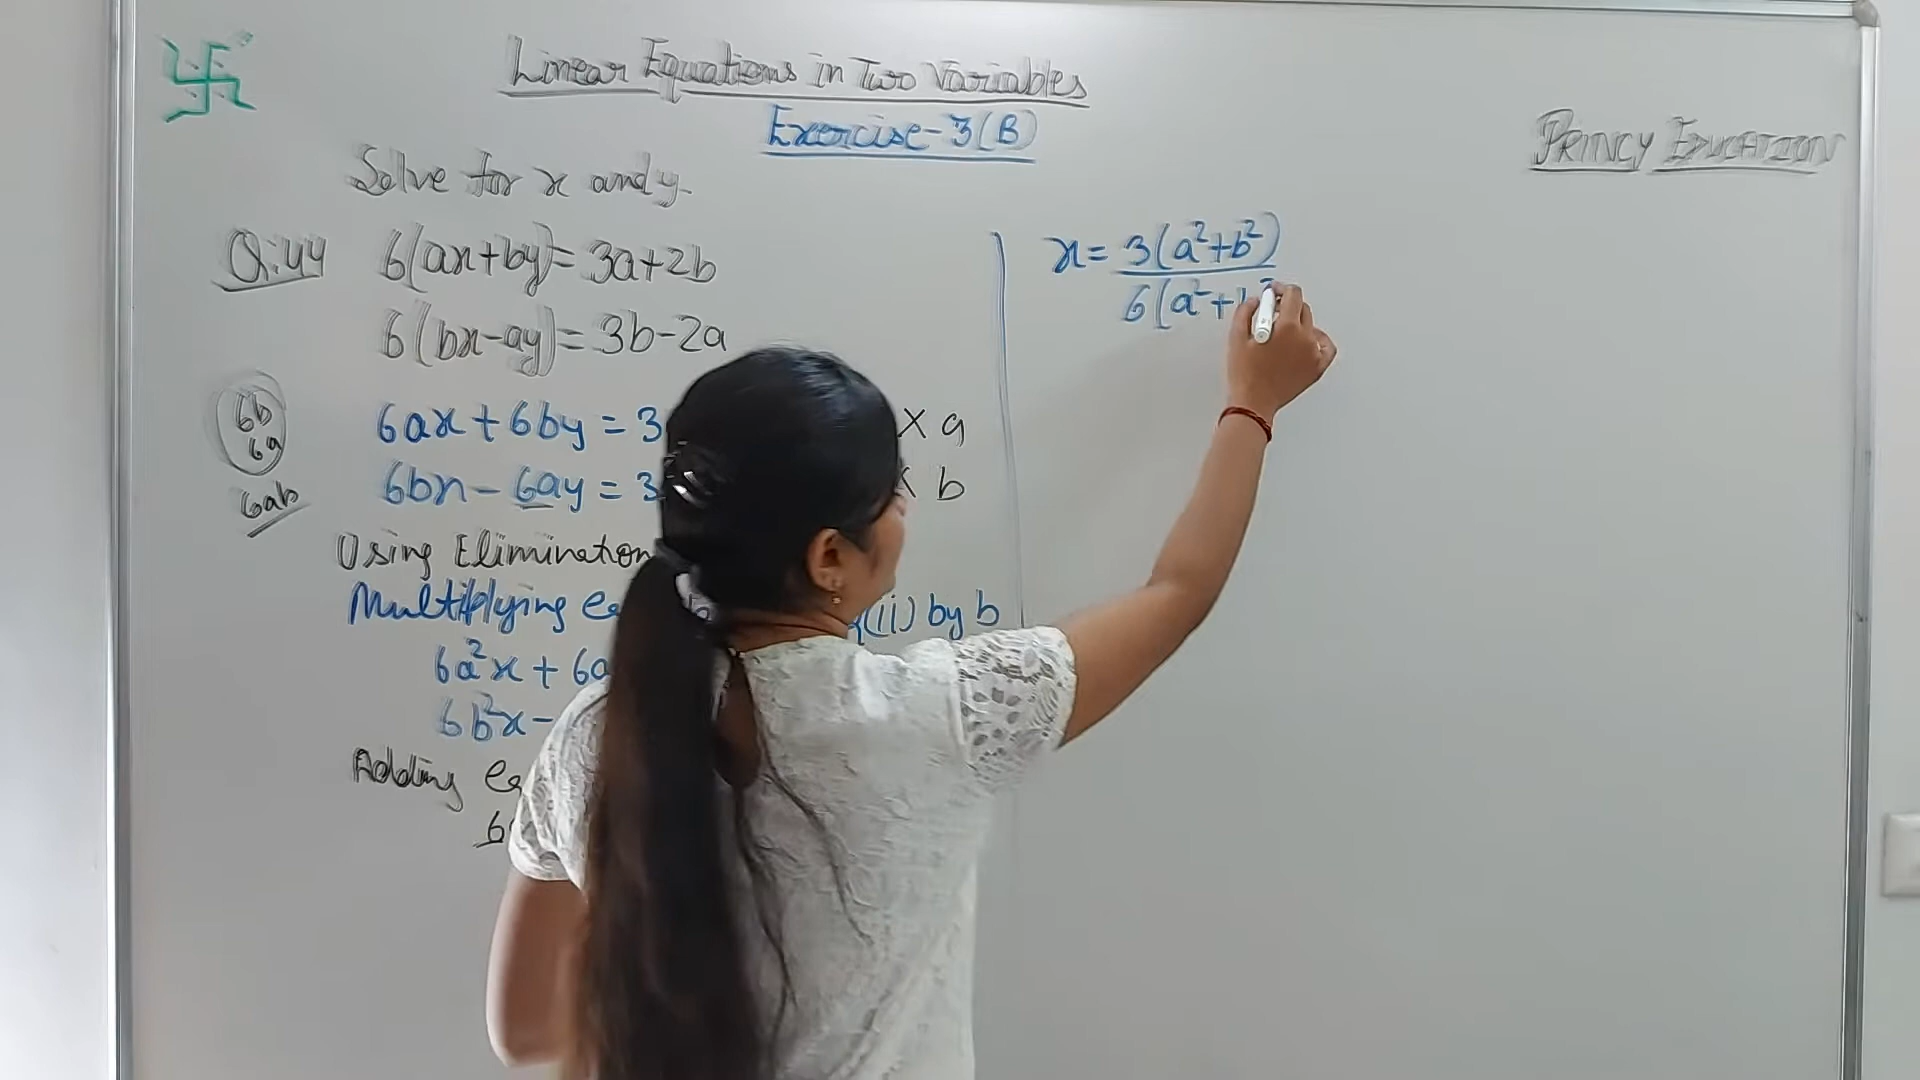 Linear Equations in Two Variables
Exercise-3(B)
PRINCY EDUCATION
Solve for x and y.
Q:44 6(ax+by)=3a+2b
6(bx-ay)=3b-2a
6b
6a
6ab
6ax+6by=3 × a
6bx-6ay=3 × b
Using Elimination
Multiplying (ii) by b
6a²x+6a
6b²x-
Adding
6
x=3(a²+b²)
6(a²+